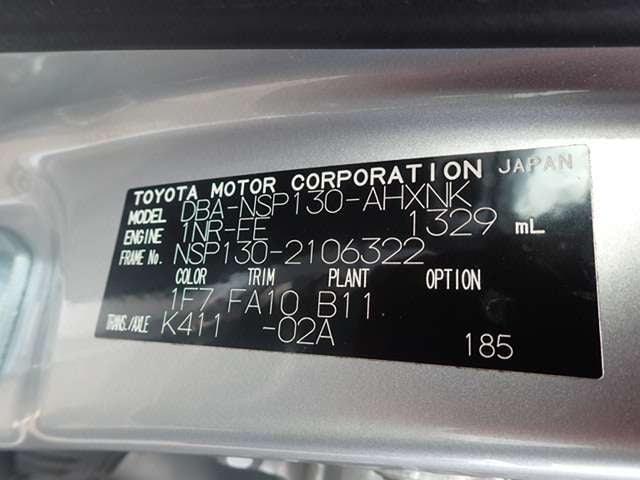 TOYOTA MOTOR CORPORATION JAPAN
MODEL DBA-NSP130-AHXNK
ENGINE 1NR-FE 1329 mL
FRAME No. NSP130-2106322
COLOR TRIM PLANT OPTION
1F7 FA10 B11
TRANS./AXLE K411 -02A
185